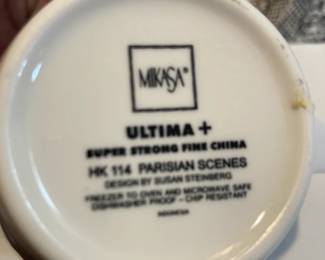 MIKASA®
ULTIMA +
SUPER STRONG FINE CHINA
HK 114 PARISIAN SCENES
DESIGN BY SUSAN STEINBERG
FREEZER TO OVEN AND MICROWAVE SAFE
DISHWASHER PROOF - CHIP RESISTANT
INDONESIA